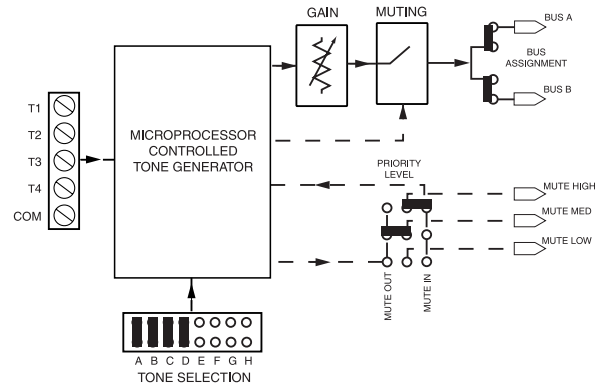 GAIN
MUTING
BUS A
BUS
ASSIGNMENT
BUS B
T1
T2
T3
T4
COM
MICROPROCESSOR
CONTROLLED
TONE GENERATOR
PRIORITY
LEVEL
MUTE HIGH
MUTE MED
MUTE LOW
MUTE OUT
MUTE IN
A B C D E F G H
TONE SELECTION